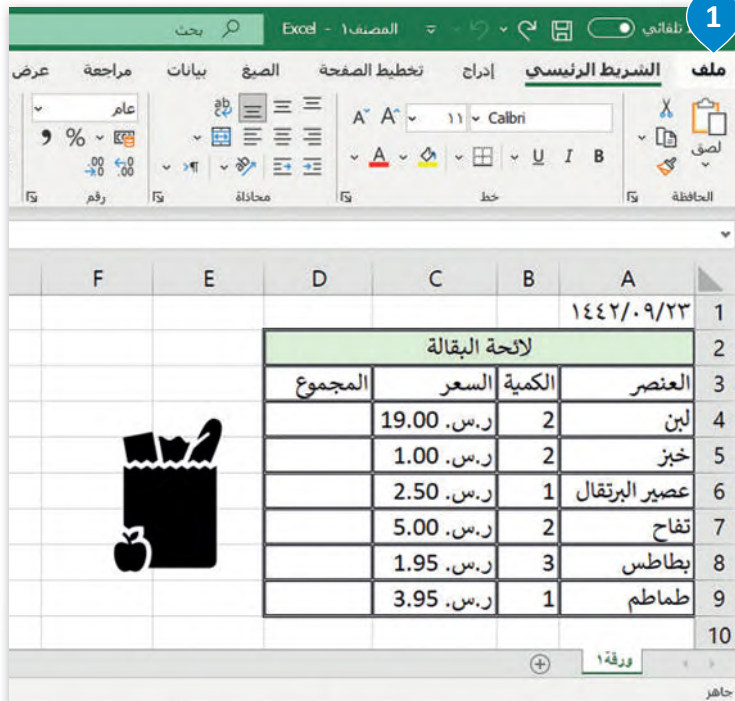 1
تلقائي المصنف١ - Excel بحث
ملف الشريط الرئيسي إدراج تخطيط الصفحة الصيغ بيانات مراجعة عرض
لصق Calibri ١١ A A عام
B I U A ab % 9
الحافظة خط محاذاة رقم
A B C D E F
1 ١٤٤٢/٠٩/٢٣
2 لائحة البقالة
3 العنصر الكمية السعر المجموع
4 لبن 2 ر.س. 19.00
5 خبز 2 ر.س. 1.00
6 عصير البرتقال 1 ر.س. 2.50
7 تفاح 2 ر.س. 5.00
8 بطاطس 3 ر.س. 1.95
9 طماطم 1 ر.س. 3.95
10
ورقة١
جاهز